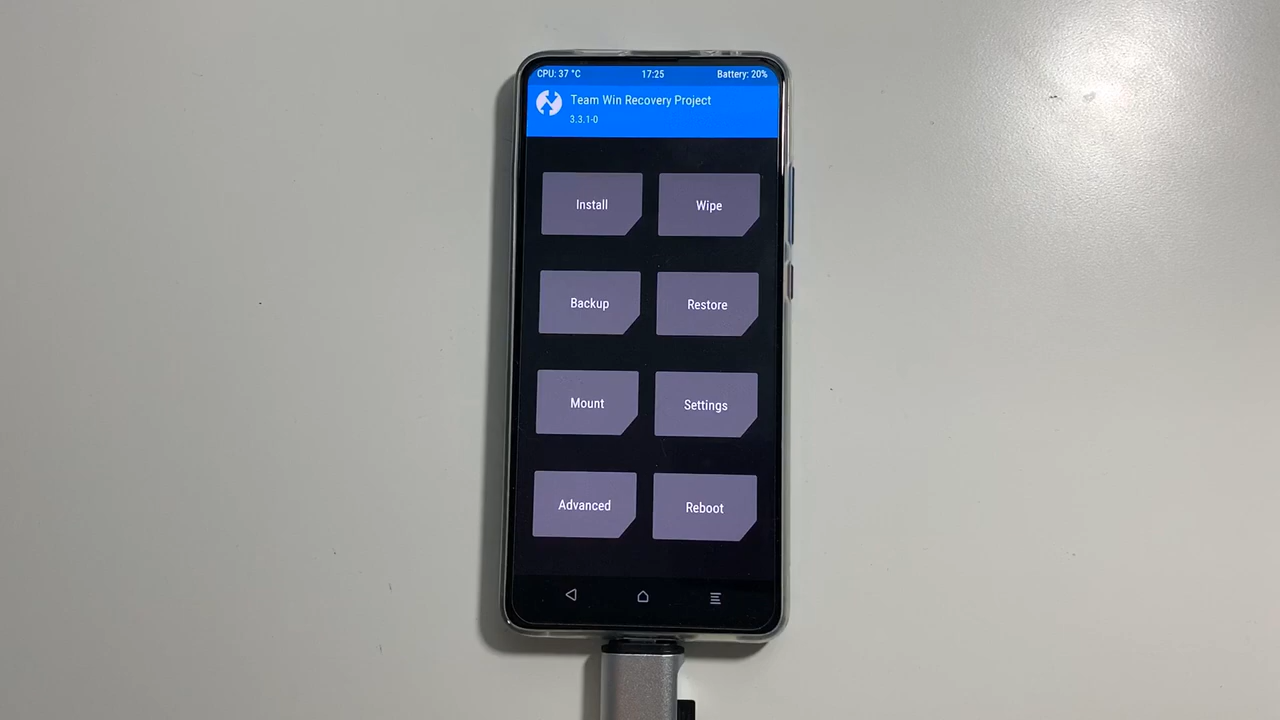 CPU: 37 °C 17:25 Battery: 20%
Team Win Recovery Project
3.3.1-0
Install Wipe
Backup Restore
Mount Settings
Advanced Reboot